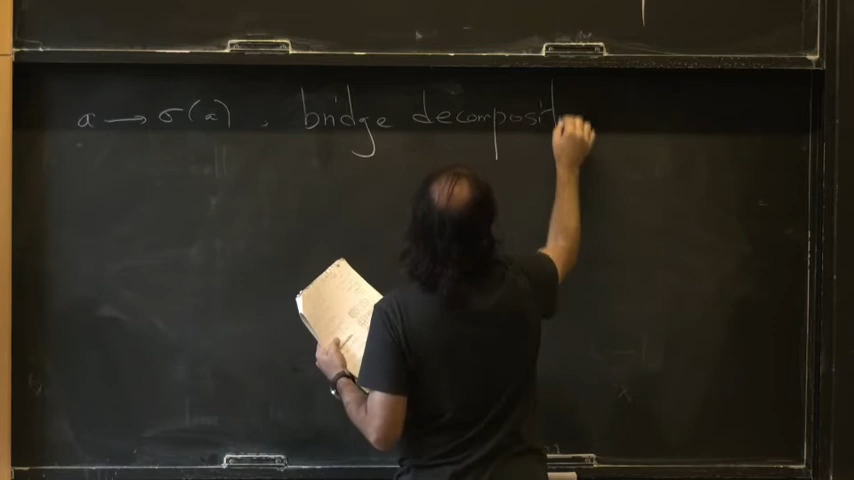 a → σ(a), bridge decomposit